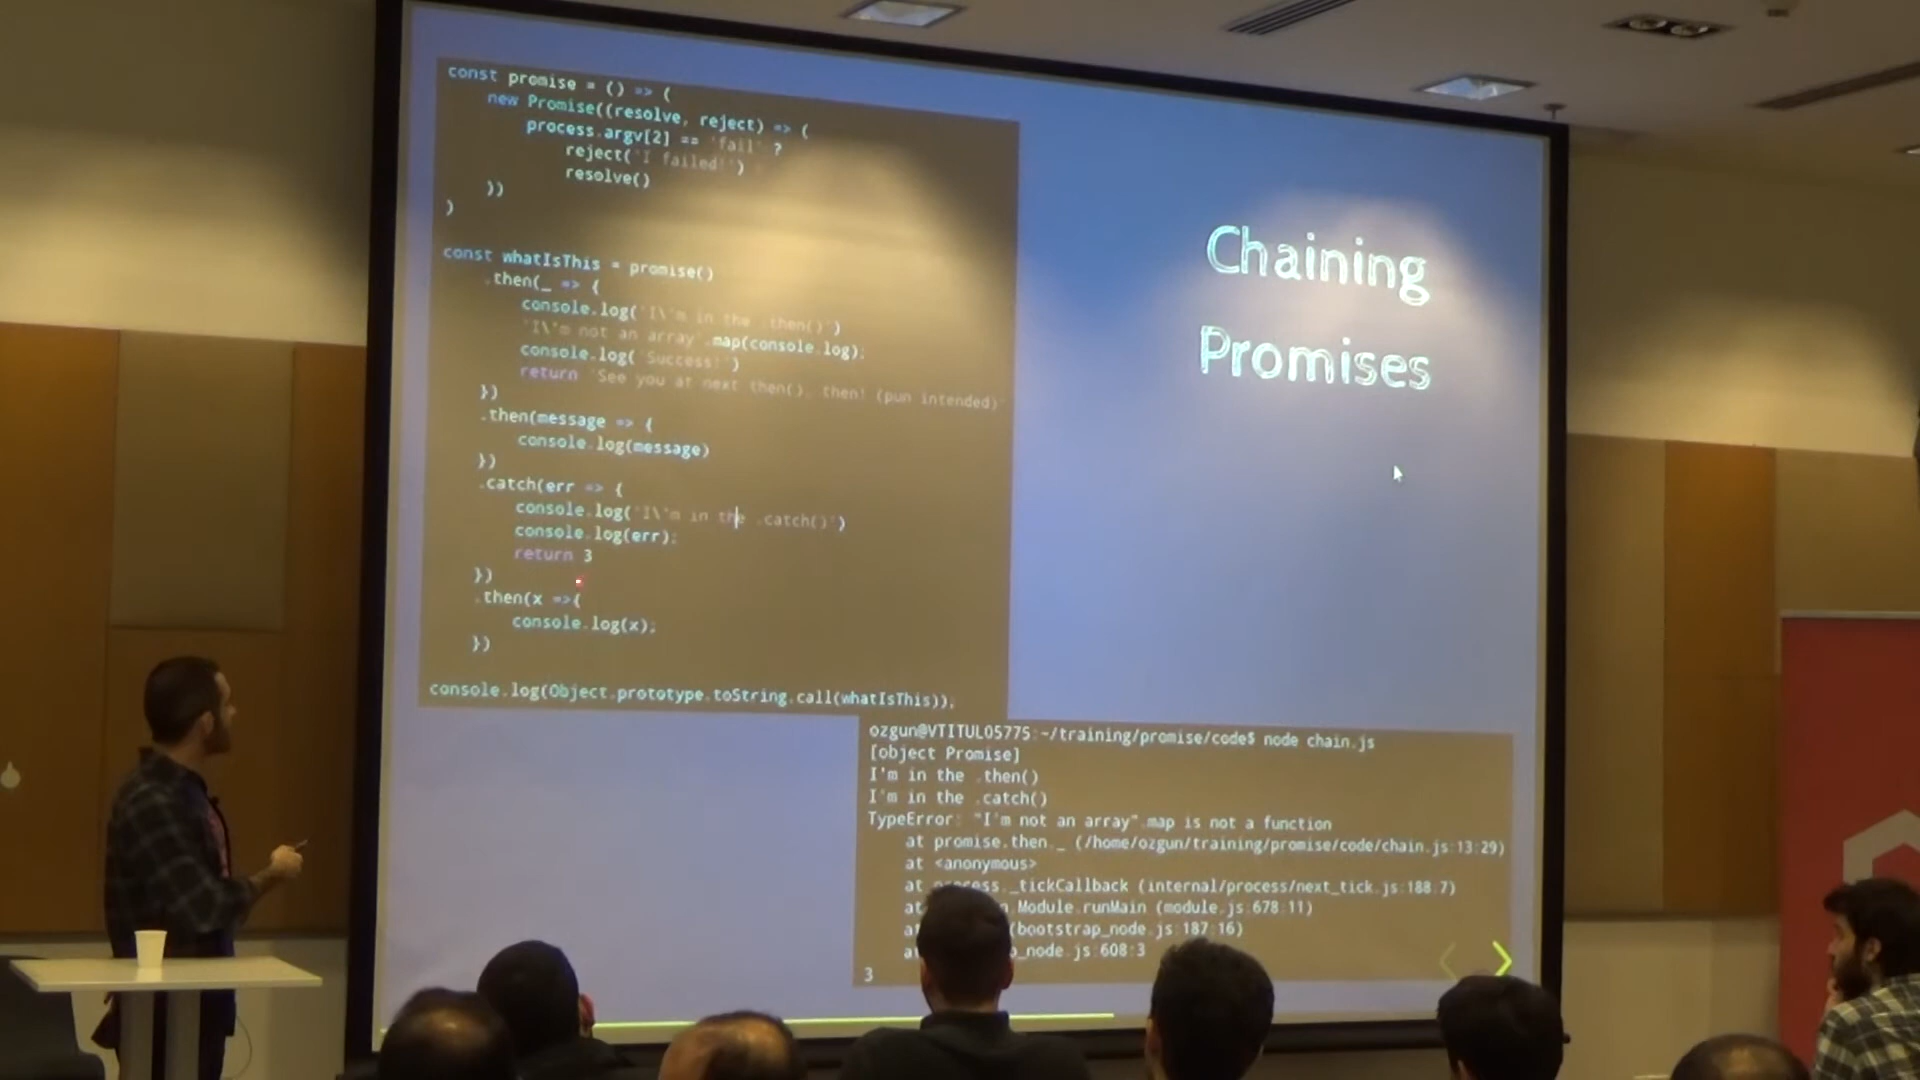 const promise = () => (
new Promise((resolve, reject) => (
process.argv[2] == 'fail' ?
reject('I failed!')
resolve()
))
)
const whatIsThis = promise()
.then(_ => {
console.log('I\'m in the .then()')
'I\'m not an array'.map(console.log);
console.log('Success!')
return 'See you at next then(), then! (pun intended)'
})
.then(message => {
console.log(message)
})
.catch(err => {
console.log('I\'m in the .catch()')
console.log(err);
return 3
})
.then(x =>{
console.log(x);
})
console.log(Object.prototype.toString.call(whatIsThis));
Chaining
Promises
ozgun@VTITUL05775:~/training/promise/code$ node chain.js
[object Promise]
I'm in the .then()
I'm in the .catch()
TypeError: "I'm not an array".map is not a function
at promise.then._ (/home/ozgun/training/promise/code/chain.js:13:29)
at <anonymous>
at process._tickCallback (internal/process/next_tick.js:188:7)
at Module.runMain (module.js:678:11)
at (bootstrap_node.js:187:16)
at _node.js:608:3
3